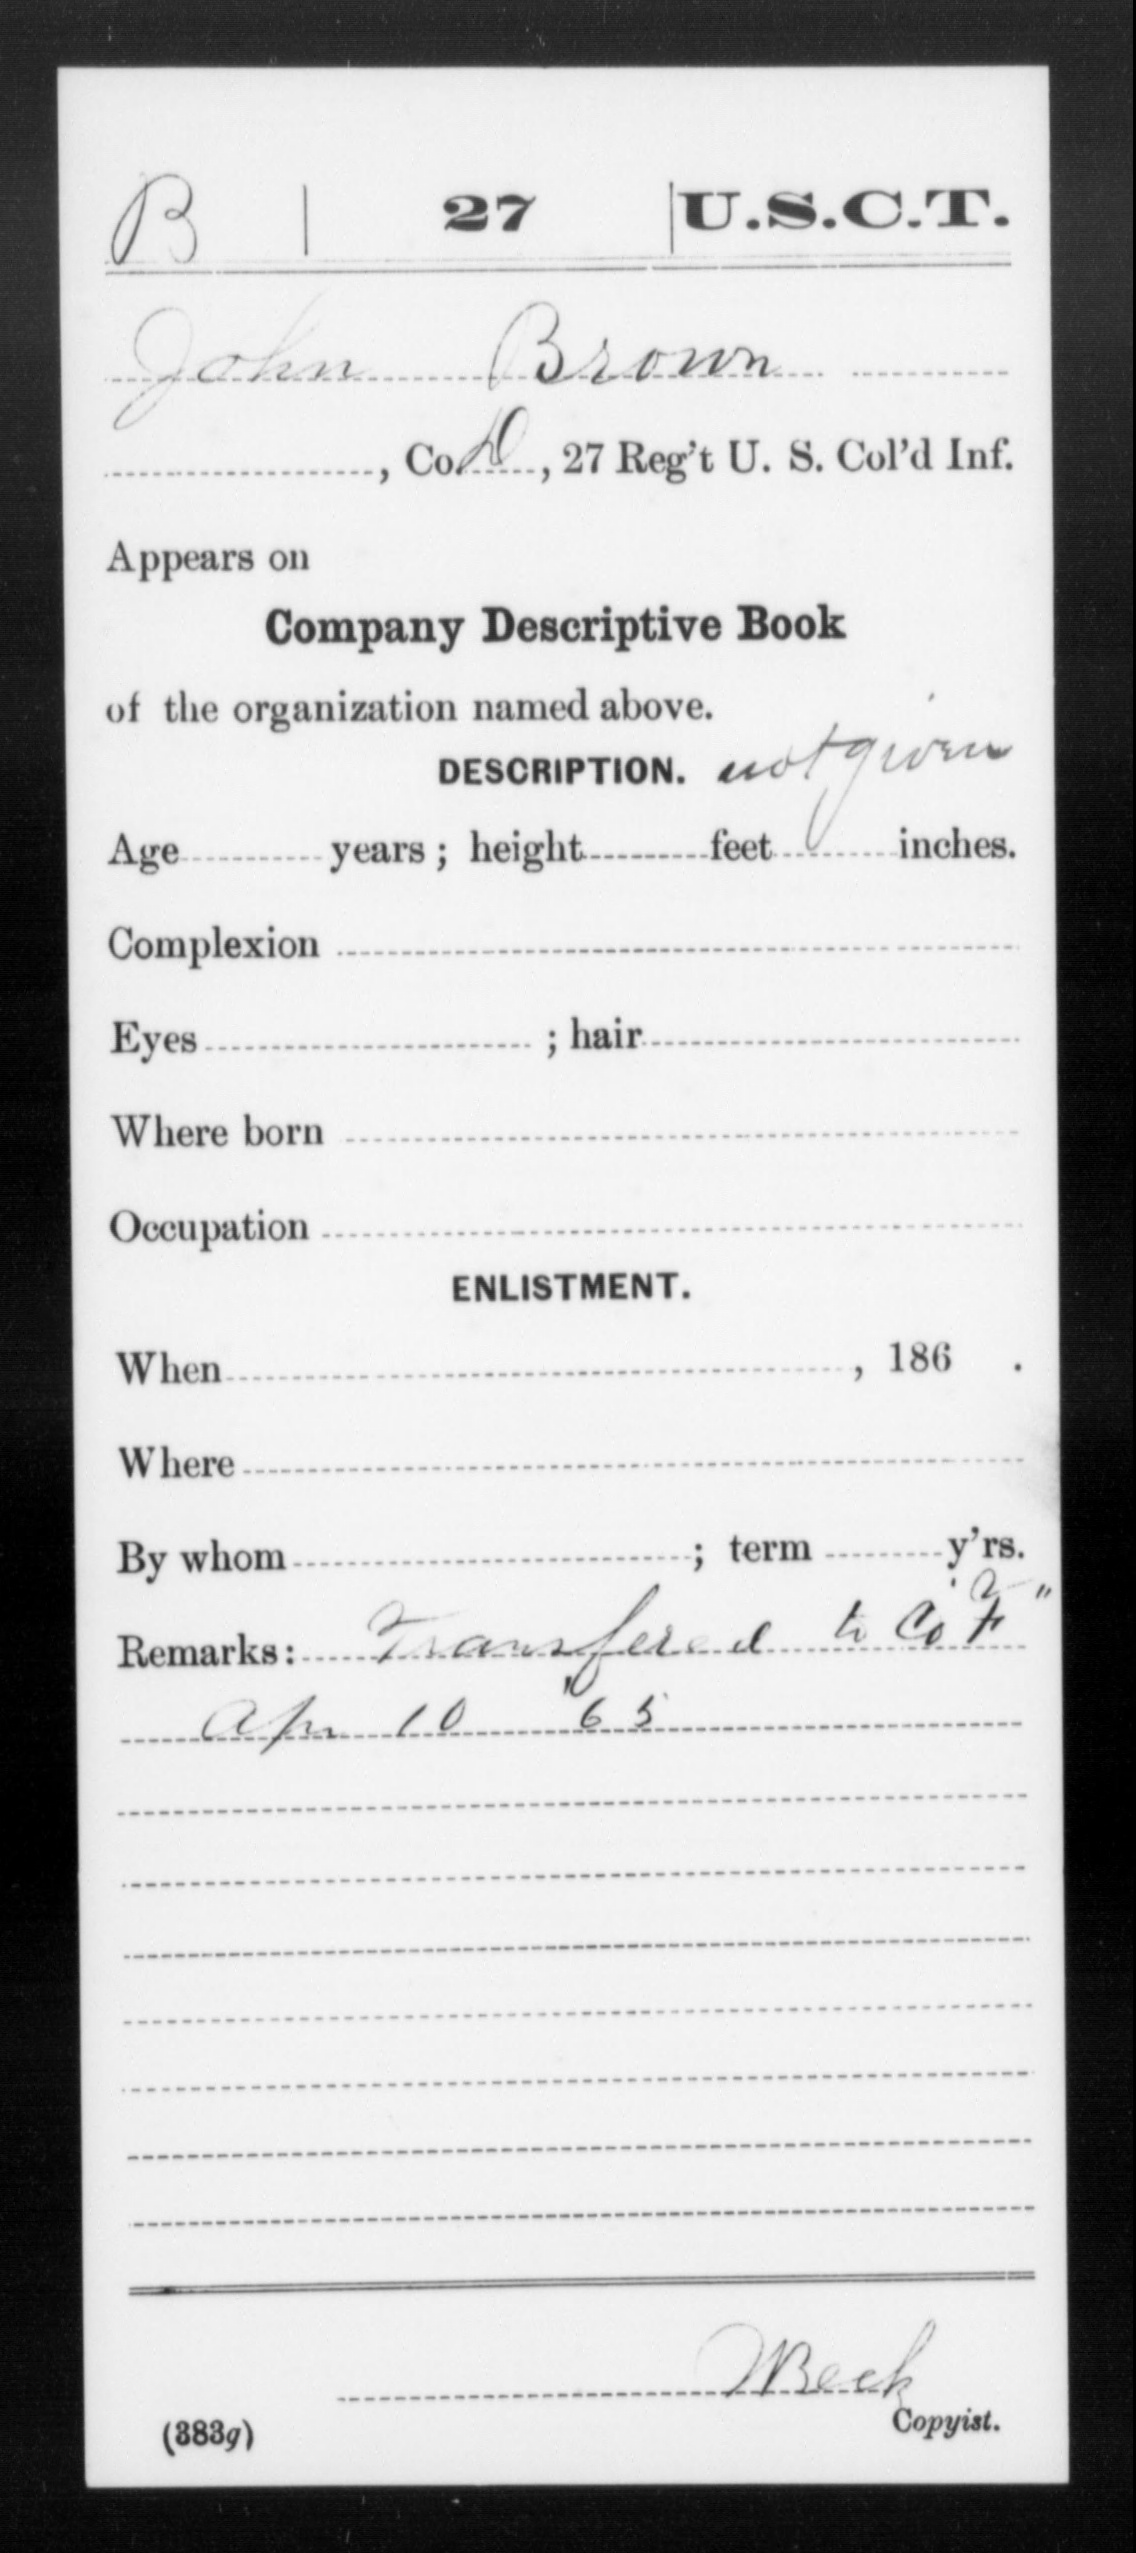 B | 27 | U.S.C.T.
John Brown
, Co. D, 27 Reg't U. S. Col'd Inf.
Appears on
Company Descriptive Book
of the organization named above.
DESCRIPTION. not given
Age years; height feet inches.
Complexion
Eyes ; hair
Where born
Occupation
ENLISTMENT.
When , 186 .
Where
By whom ; term y'rs.
Remarks: Transfered to Co "F"
Apr 10 "65
Beck
Copyist.
(383g)